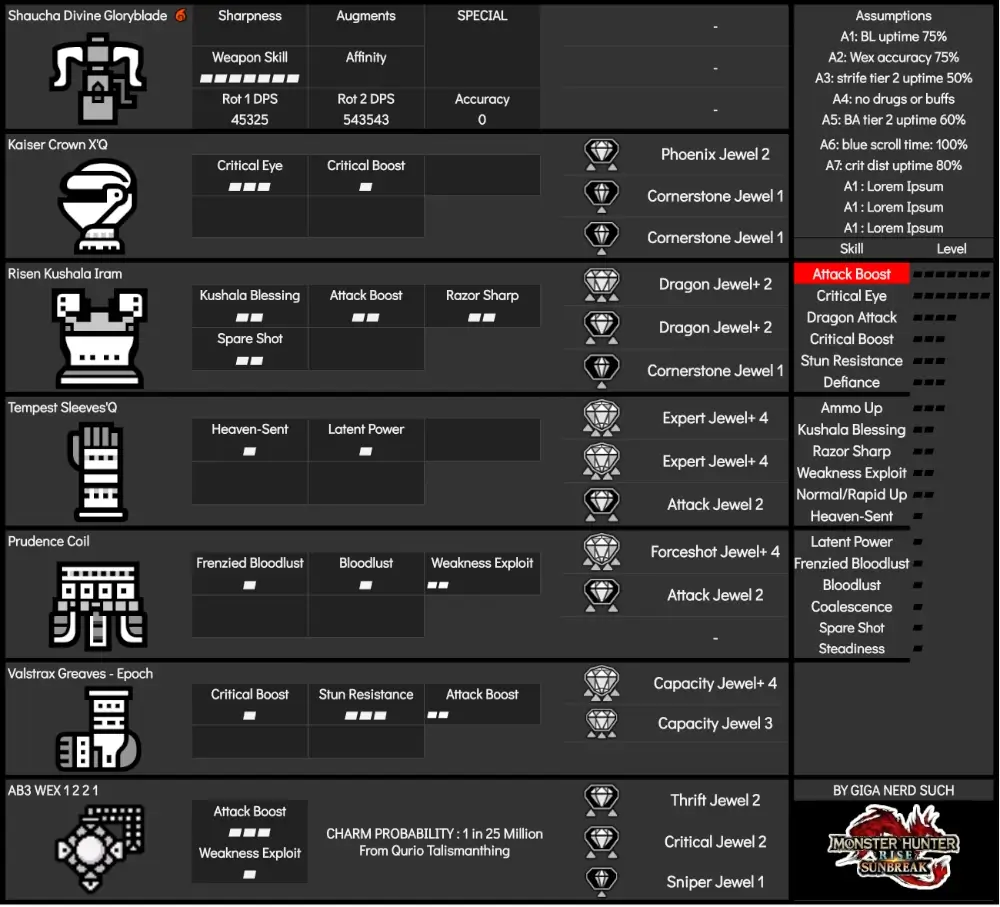 Shaucha Divine Gloryblade
Sharpness
Augments
SPECIAL
-
Weapon Skill
Affinity
-
Rot 1 DPS
45325
Rot 2 DPS
543543
Accuracy
0
-
Kaiser Crown X'Q
Critical Eye
Critical Boost
Phoenix Jewel 2
Cornerstone Jewel 1
Cornerstone Jewel 1
Risen Kushala Iram
Kushala Blessing
Attack Boost
Razor Sharp
Spare Shot
Dragon Jewel+ 2
Dragon Jewel+ 2
Cornerstone Jewel 1
Tempest Sleeves'Q
Heaven-Sent
Latent Power
Expert Jewel+ 4
Expert Jewel+ 4
Attack Jewel 2
Prudence Coil
Frenzied Bloodlust
Bloodlust
Weakness Exploit
Forceshot Jewel+ 4
Attack Jewel 2
-
Valstrax Greaves - Epoch
Critical Boost
Stun Resistance
Attack Boost
Capacity Jewel+ 4
Capacity Jewel 3
AB3 WEX 1 2 2 1
Attack Boost
Weakness Exploit
CHARM PROBABILITY : 1 in 25 Million
From Qurio Talismanthing
Thrift Jewel 2
Critical Jewel 2
Sniper Jewel 1
Assumptions
A1: BL uptime 75%
A2: Wex accuracy 75%
A3: strife tier 2 uptime 50%
A4: no drugs or buffs
A5: BA tier 2 uptime 60%
A6: blue scroll time: 100%
A7: crit dist uptime 80%
A1 : Lorem Ipsum
A1 : Lorem Ipsum
A1 : Lorem Ipsum
Skill
Level
Attack Boost
Critical Eye
Dragon Attack
Critical Boost
Stun Resistance
Defiance
Ammo Up
Kushala Blessing
Razor Sharp
Weakness Exploit
Normal/Rapid Up
Heaven-Sent
Latent Power
Frenzied Bloodlust
Bloodlust
Coalescence
Spare Shot
Steadiness
BY GIGA NERD SUCH
MONSTER HUNTER
RISE
SUNBREAK